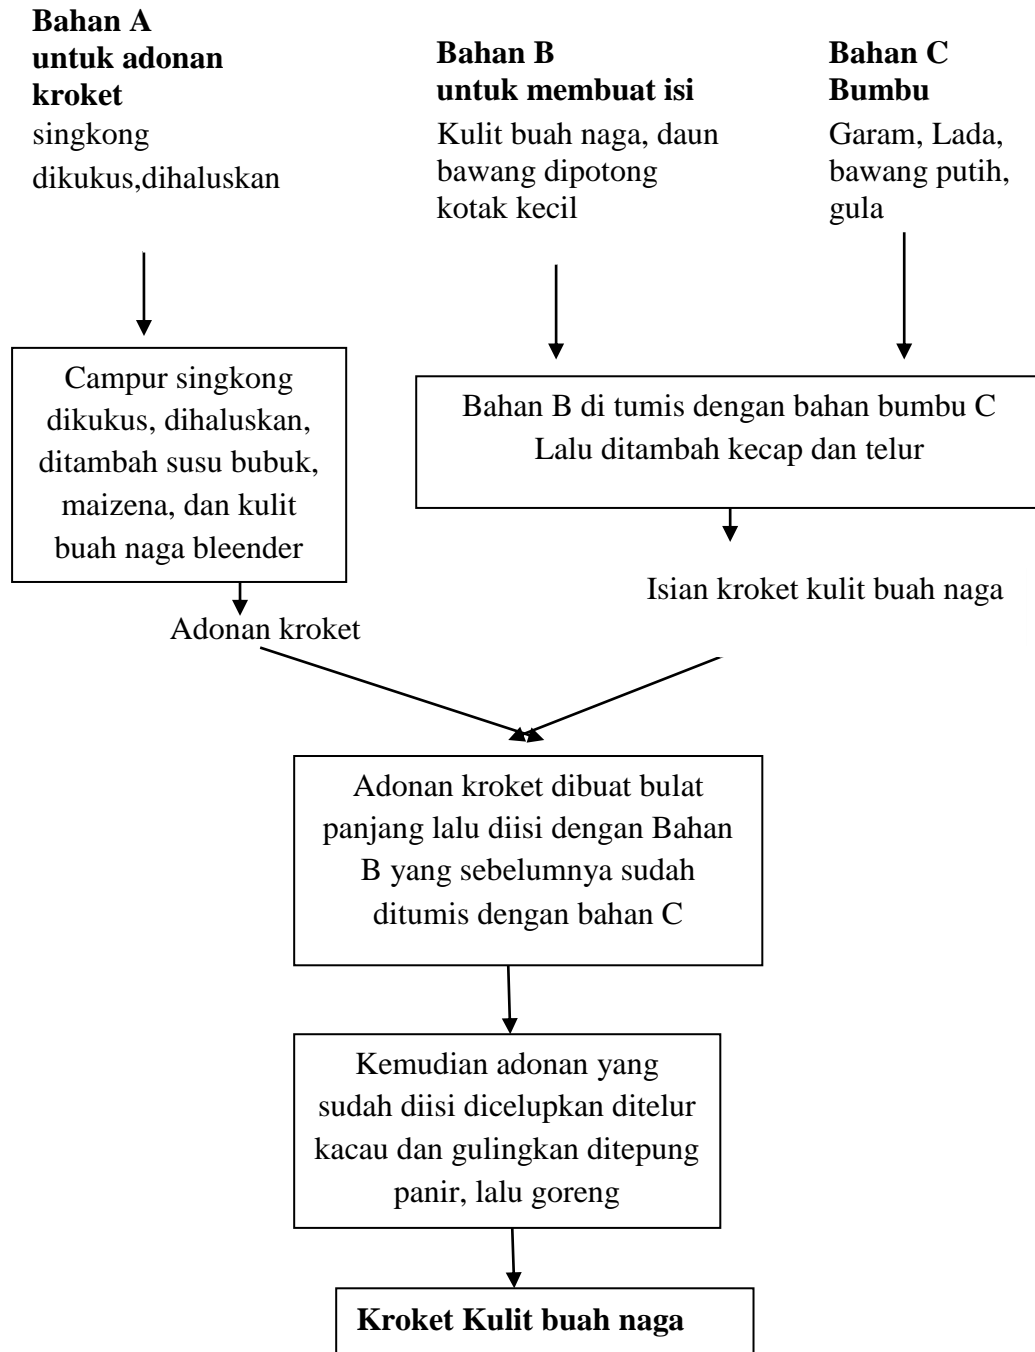 Bahan A
untuk adonan
kroket
singkong
dikukus,dihaluskan
Bahan B
untuk membuat isi
Kulit buah naga, daun
bawang dipotong
kotak kecil
Bahan C
Bumbu
Garam, Lada,
bawang putih,
gula
Campur singkong
dikukus, dihaluskan,
ditambah susu bubuk,
maizena, dan kulit
buah naga bleender
Bahan B di tumis dengan bahan bumbu C
Lalu ditambah kecap dan telur
Adonan kroket
Isian kroket kulit buah naga
Adonan kroket dibuat bulat
panjang lalu diisi dengan Bahan
B yang sebelumnya sudah
ditumis dengan bahan C
Kemudian adonan yang
sudah diisi dicelupkan ditelur
kacau dan gulingkan ditepung
panir, lalu goreng
Kroket Kulit buah naga